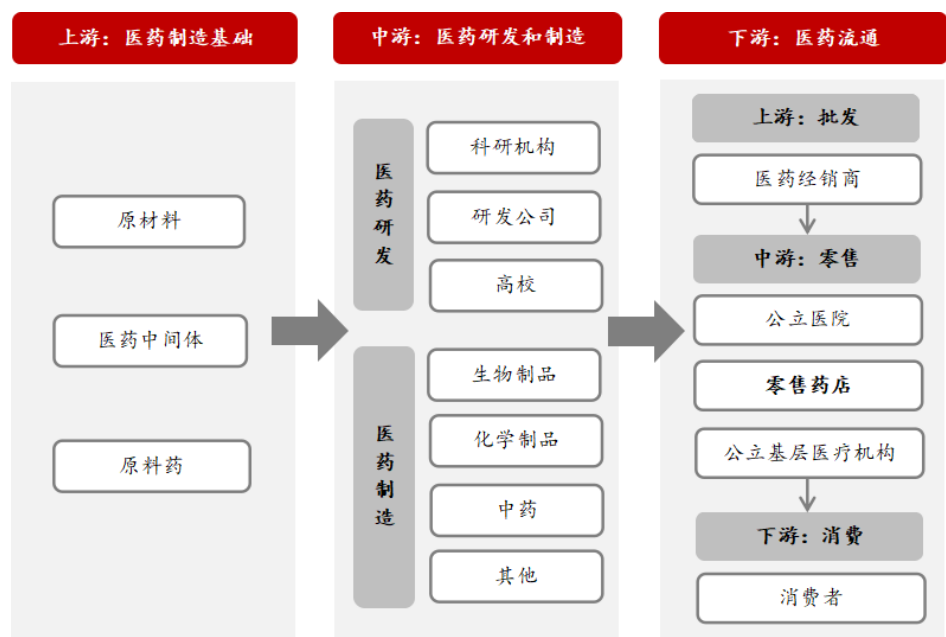 上游：医药制造基础
原材料
医药中间体
原料药
中游：医药研发和制造
医药研发
科研机构
研发公司
高校
医药制造
生物制品
化学制品
中药
其他
下游：医药流通
上游：批发
医药经销商
中游：零售
公立医院
零售药店
公立基层医疗机构
下游：消费
消费者